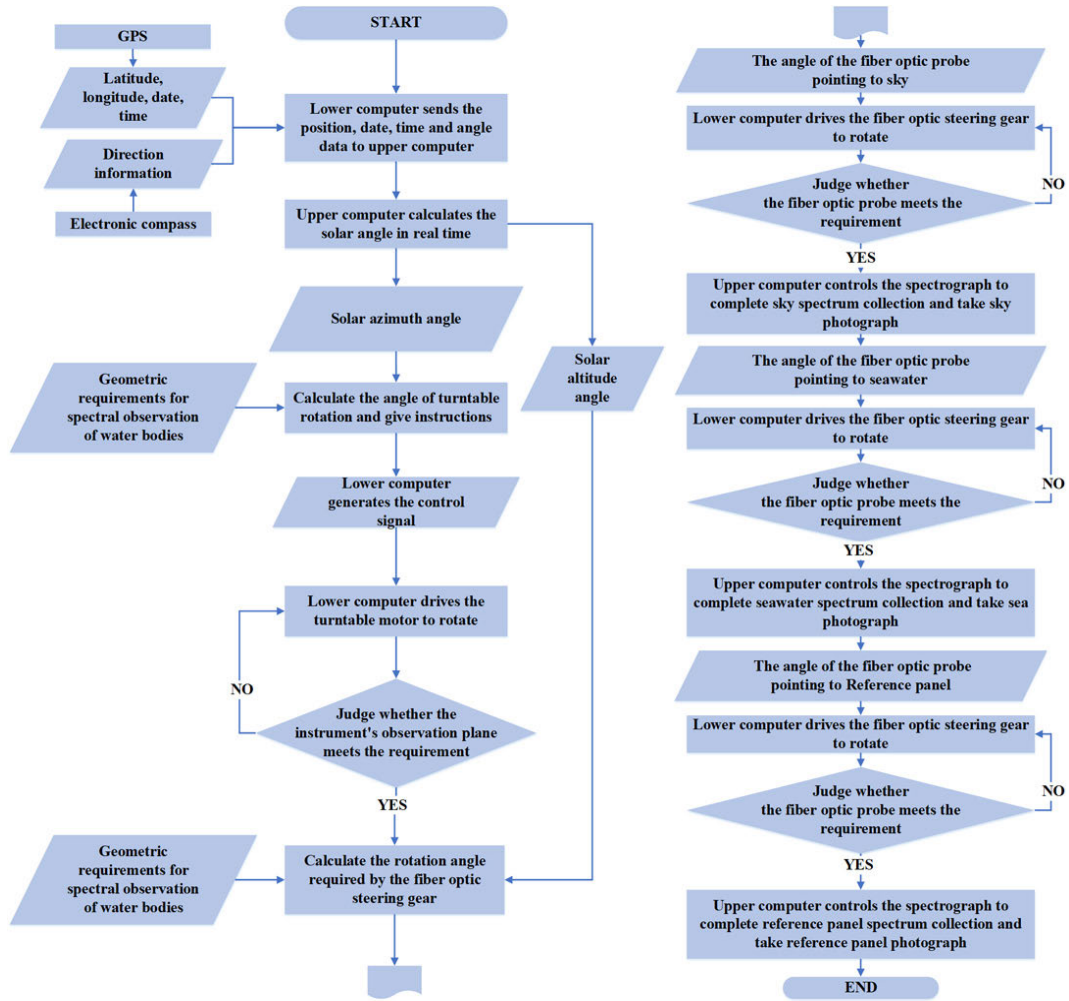 START
GPS
Latitude,
longitude, date,
time
Direction
information
Electronic compass
Lower computer sends the
position, date, time and angle
data to upper computer
Upper computer calculates the
solar angle in real time
Solar azimuth angle
Solar
altitude
angle
Geometric
requirements for
spectral observation
of water bodies
Calculate the angle of turntable
rotation and give instructions
Lower computer
generates the control
signal
Lower computer drives the
turntable motor to rotate
NO
Judge whether the
instrument's observation plane
meets the requirement
YES
Geometric
requirements for
spectral observation
of water bodies
Calculate the rotation angle
required by the fiber optic
steering gear
The angle of the fiber optic probe
pointing to sky
Lower computer drives the fiber optic steering gear
to rotate
Judge whether
the fiber optic probe meets the
requirement
NO
YES
Upper computer controls the spectrograph to
complete sky spectrum collection and take sky
photograph
The angle of the fiber optic probe
pointing to seawater
Lower computer drives the fiber optic steering gear
to rotate
Judge whether
the fiber optic probe meets the
requirement
NO
YES
Upper computer controls the spectrograph to
complete seawater spectrum collection and take sea
photograph
The angle of the fiber optic probe
pointing to Reference panel
Lower computer drives the fiber optic steering gear
to rotate
Judge whether
the fiber optic probe meets the
requirement
NO
YES
Upper computer controls the spectrograph to
complete reference panel spectrum collection and
take reference panel photograph
END